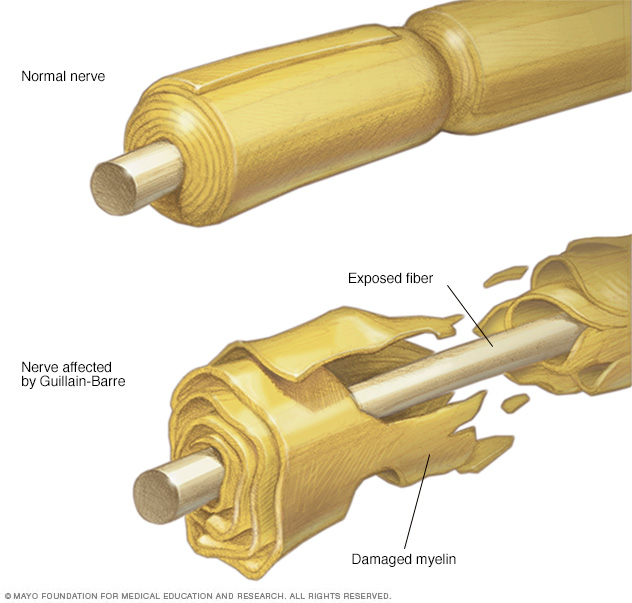 Normal nerve
Exposed fiber
Nerve affected
by Guillain-Barre
Damaged myelin
© MAYO FOUNDATION FOR MEDICAL EDUCATION AND RESEARCH. ALL RIGHTS RESERVED.